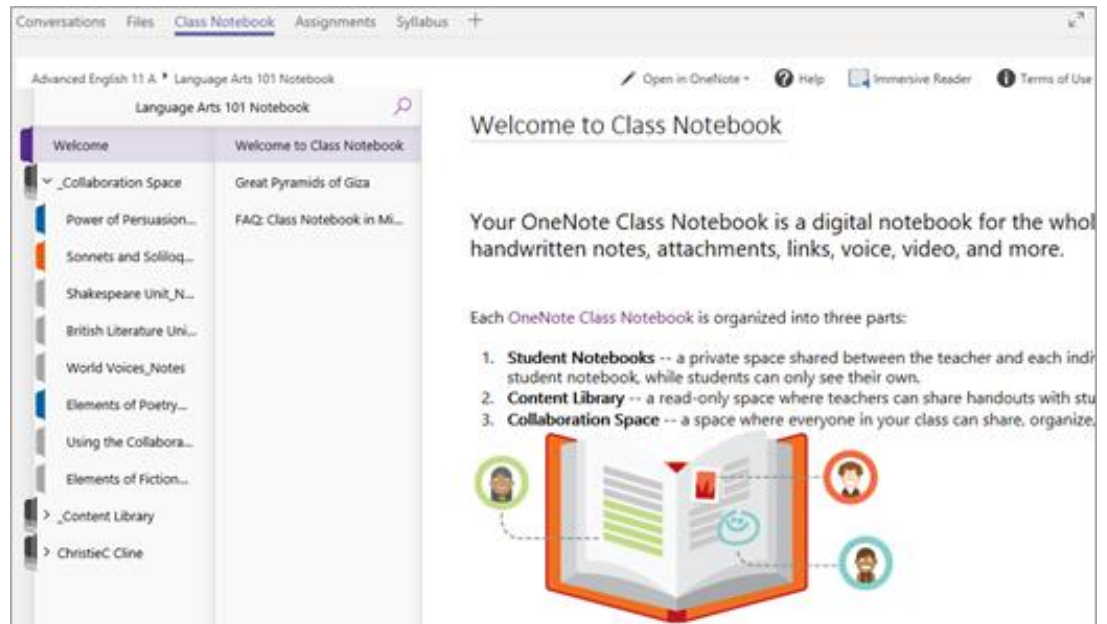 Conversations Files Class Notebook Assignments Syllabus +
Advanced English 11 A ‣ Language Arts 101 Notebook
Open in OneNote Help Immersive Reader Terms of Use
Language Arts 101 Notebook
Welcome
_Collaboration Space
Power of Persuasion...
Sonnets and Soliloq...
Shakespeare Unit_N...
British Literature Uni...
World Voices_Notes
Elements of Poetry...
Using the Collabora...
Elements of Fiction...
_Content Library
ChristieC Cline
Welcome to Class Notebook
Great Pyramids of Giza
FAQ: Class Notebook in Mi...
Welcome to Class Notebook
Your OneNote Class Notebook is a digital notebook for the whol
handwritten notes, attachments, links, voice, video, and more.
Each OneNote Class Notebook is organized into three parts:
1. Student Notebooks -- a private space shared between the teacher and each indi
student notebook, while students can only see their own.
2. Content Library -- a read-only space where teachers can share handouts with stu
3. Collaboration Space -- a space where everyone in your class can share, organize,